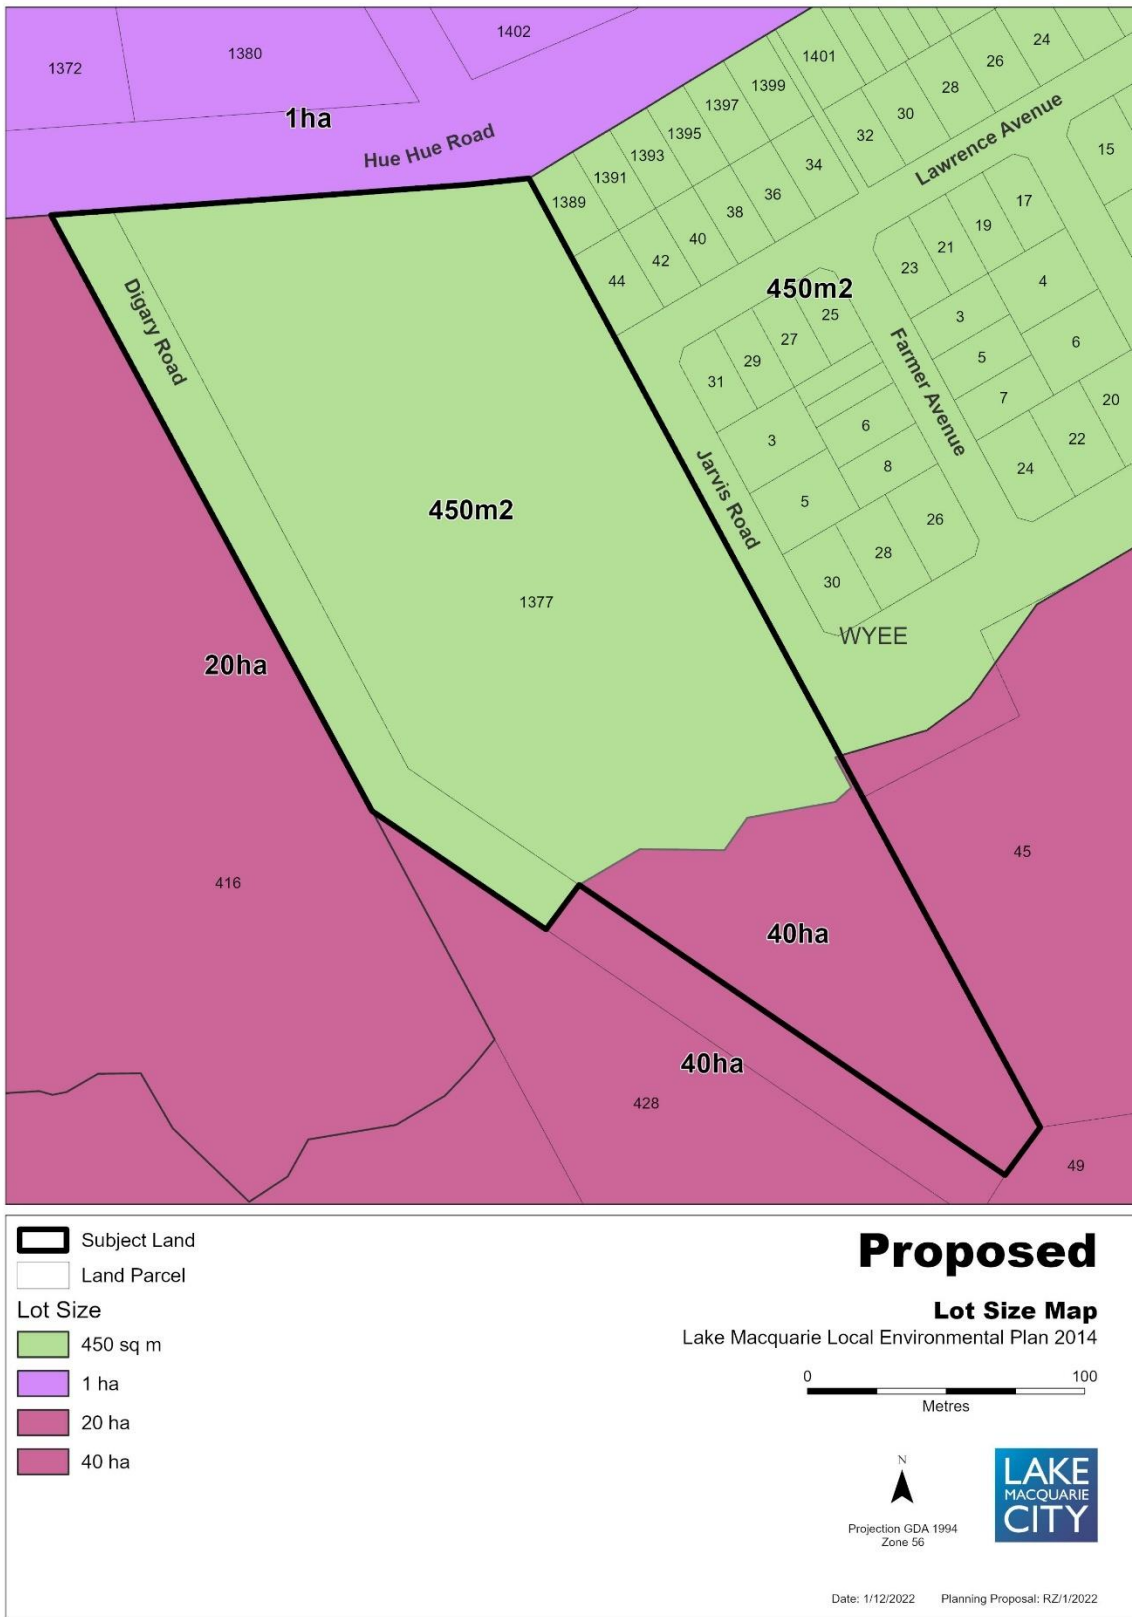 1402
24
1380
1401
1372
26
1399
28
1397
30
1ha
1395
32
Lawrence Avenue
Hue Hue Road
15
1393
34
1391
36
17
1389
38
19
40
21
42
23
44
4
450m2
25
3
Digary Road
27
6
29
5
Farmer Avenue
31
7
20
6
22
3
8
24
Jarvis Road
5
450m2
26
28
30
1377
WYEE
20ha
45
416
40ha
40ha
428
49
Subject Land
Land Parcel
Lot Size
450 sq m
1 ha
20 ha
40 ha
Proposed
Lot Size Map
Lake Macquarie Local Environmental Plan 2014
0 100
Metres
N
Projection GDA 1994
Zone 56
LAKE
MACQUARIE
CITY
Date: 1/12/2022 Planning Proposal: RZ/1/2022